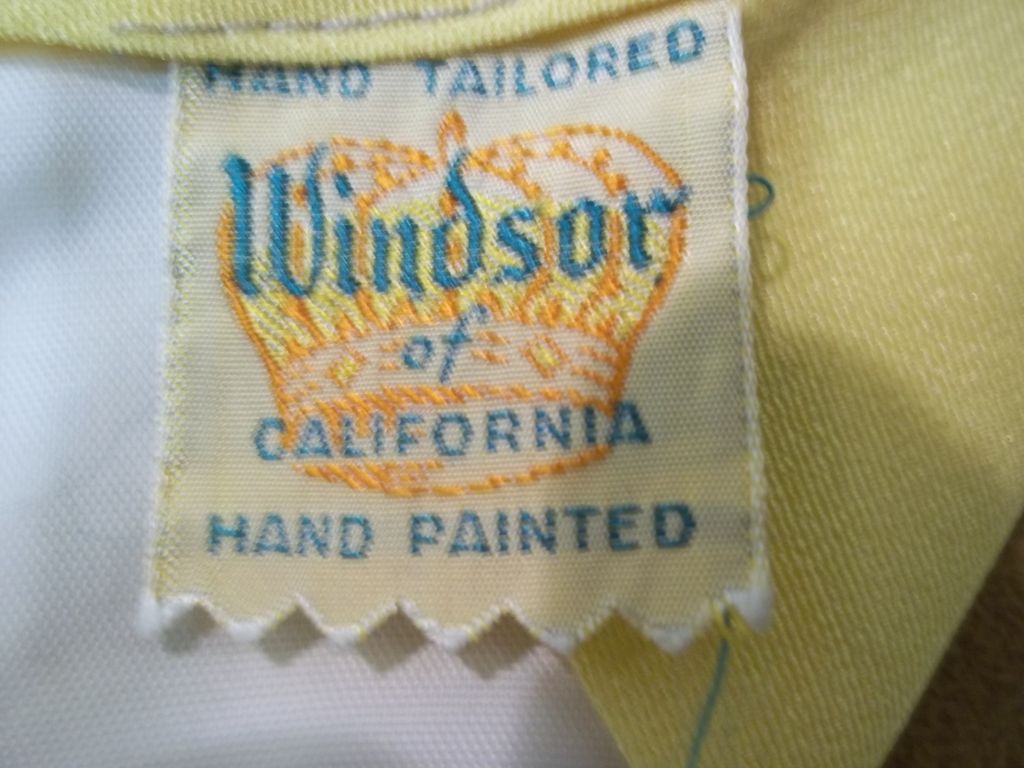 HAND TAILORED
Windsor
of
CALIFORNIA
HAND PAINTED